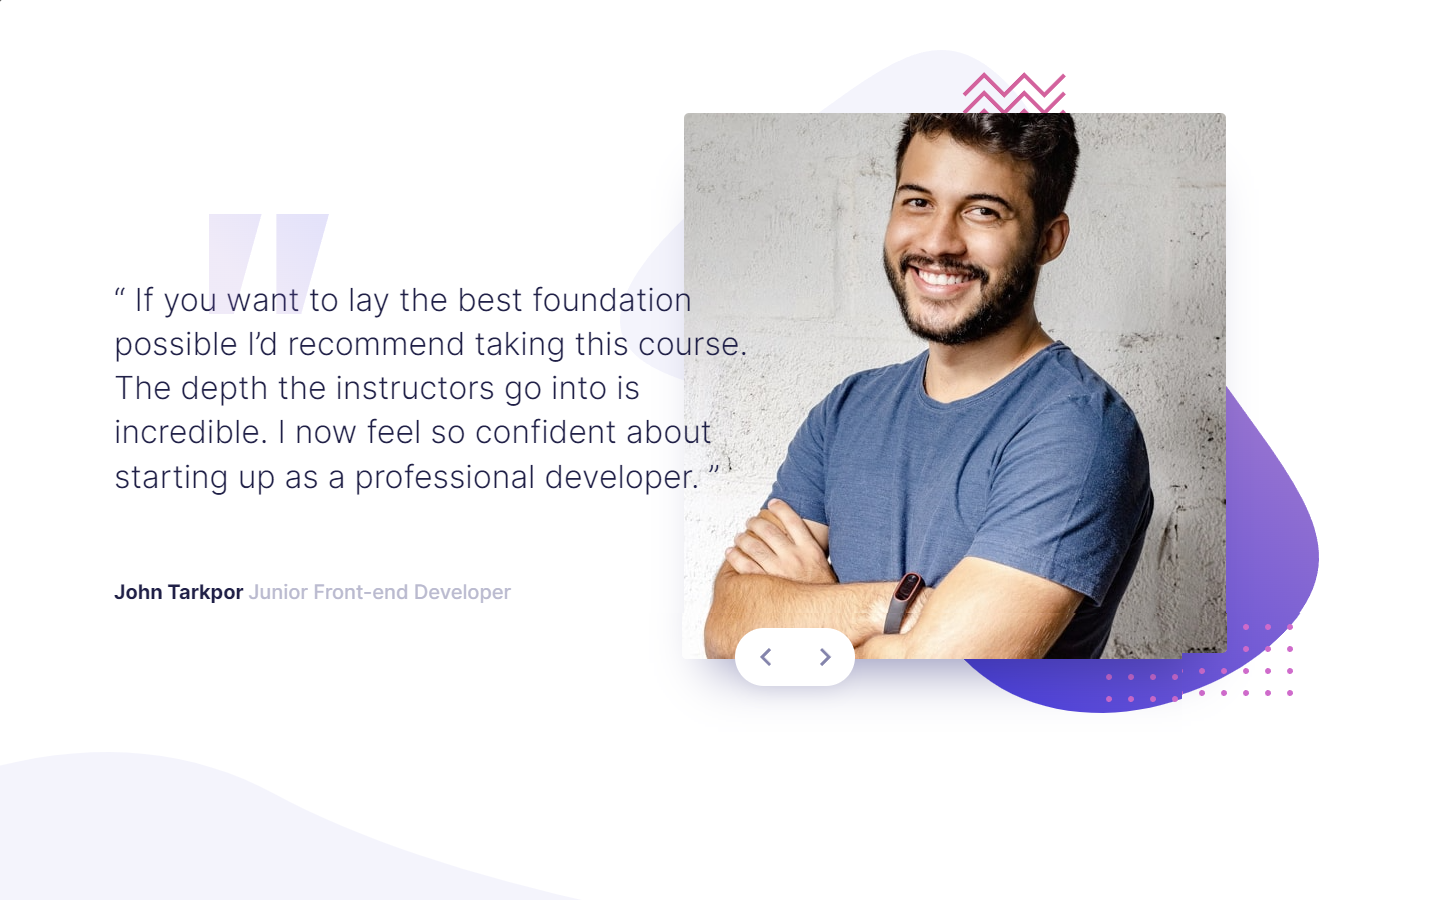 “ If you want to lay the best foundation
possible I’d recommend taking this course.
The depth the instructors go into is
incredible. I now feel so confident about
starting up as a professional developer. ”
John Tarkpor Junior Front-end Developer